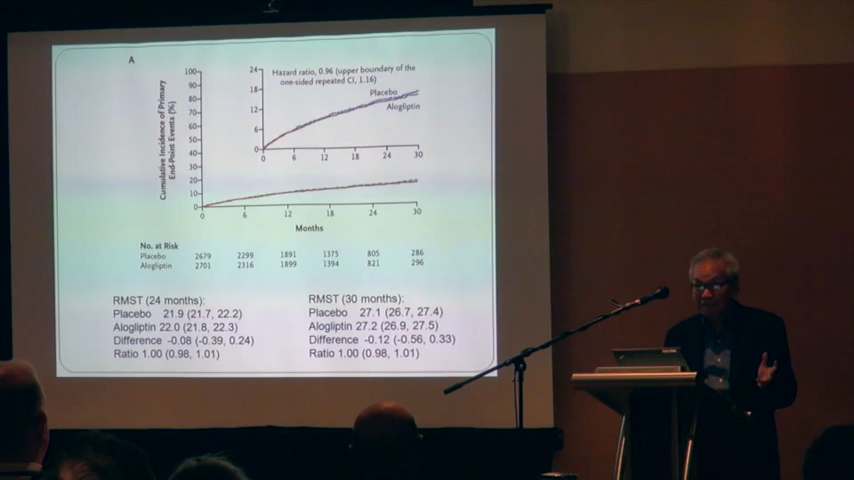 A
Cumulative Incidence of Primary
End-Point Events (%)
100
90
80
70
60
50
40
30
20
10
0
0 6 12 18 24 30
Months
24
18
12
6
0
0 6 12 18 24 30
Hazard ratio, 0.96 (upper boundary of the
one-sided repeated CI, 1.16)
Placebo
Alogliptin
No. at Risk
Placebo 2679 2299 1891 1375 805 286
Alogliptin 2701 2316 1899 1394 821 296
RMST (24 months):
Placebo 21.9 (21.7, 22.2)
Alogliptin 22.0 (21.8, 22.3)
Difference -0.08 (-0.39, 0.24)
Ratio 1.00 (0.98, 1.01)
RMST (30 months):
Placebo 27.1 (26.7, 27.4)
Alogliptin 27.2 (26.9, 27.5)
Difference -0.12 (-0.56, 0.33)
Ratio 1.00 (0.98, 1.01)